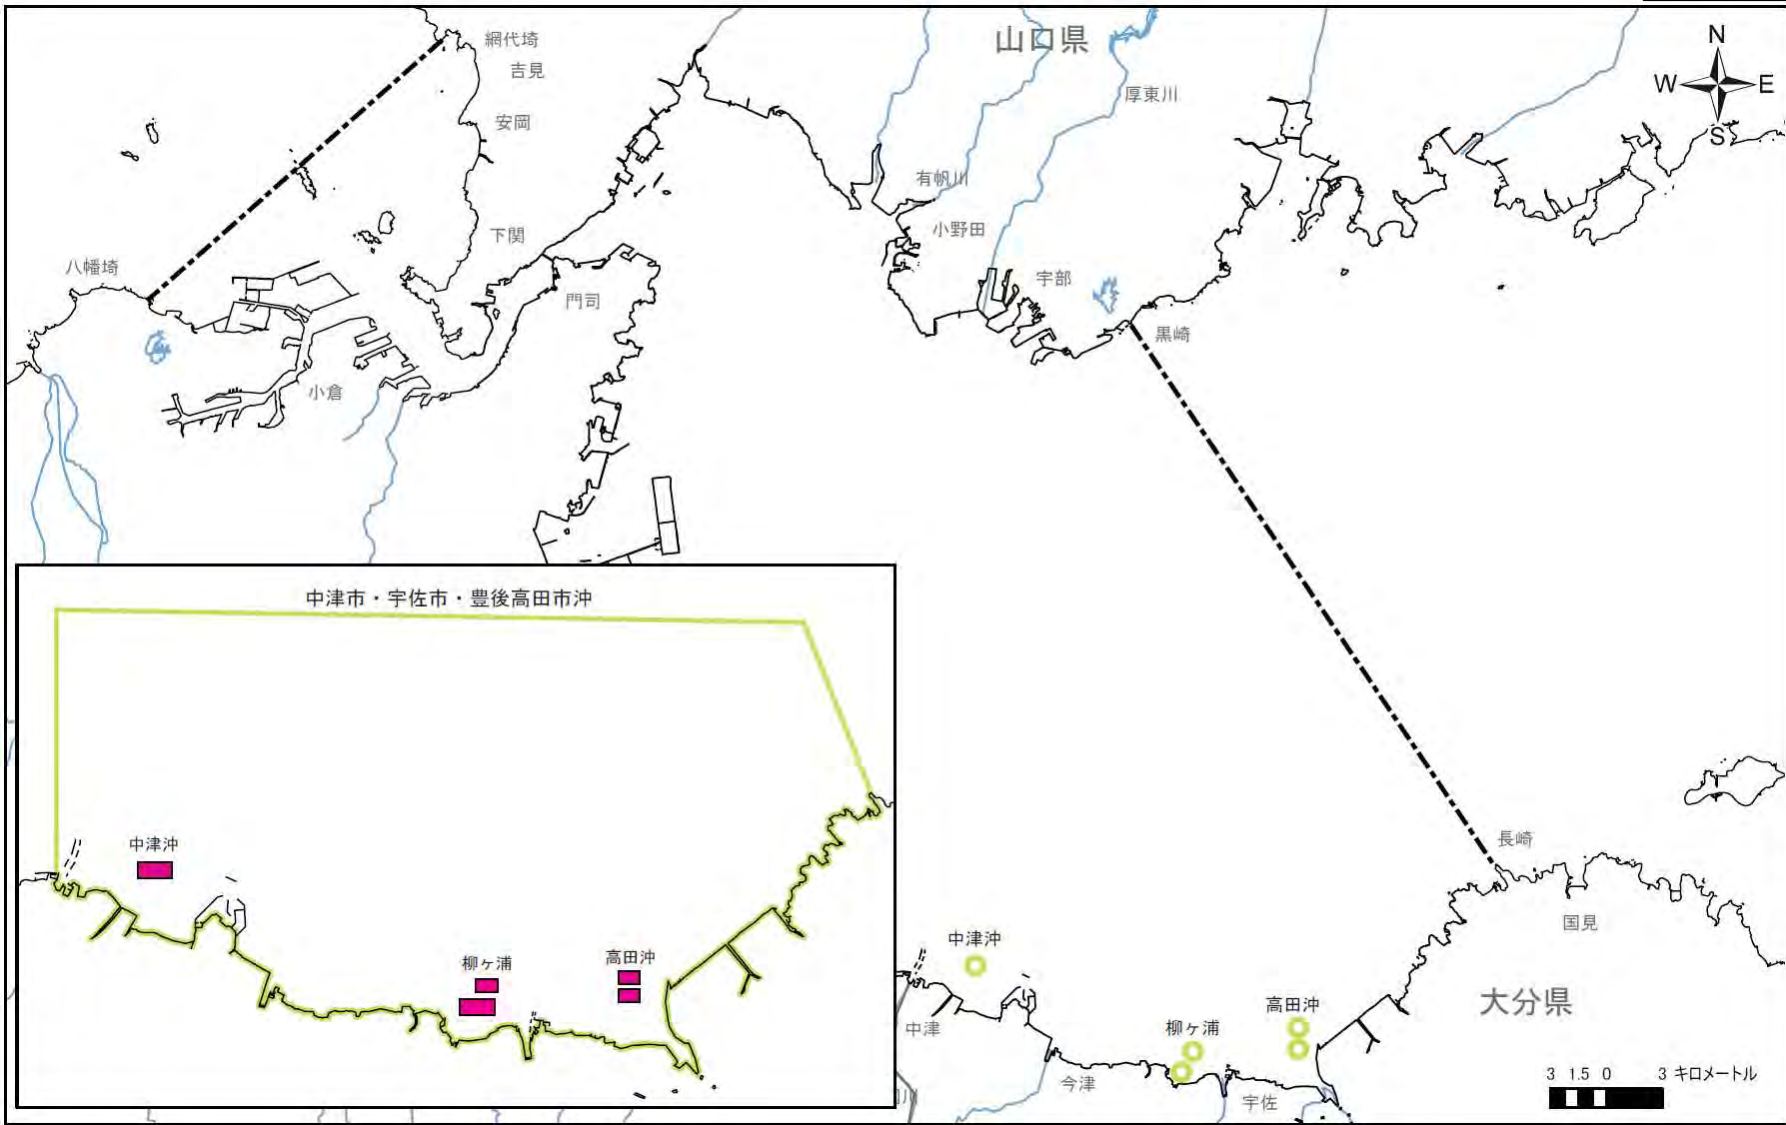 網代埼
吉見
安岡
下関
八幡埼
門司
小倉
山口県
厚東川
有帆川
小野田
宇部
黒崎
N
W
E
S
中津市・宇佐市・豊後高田市沖
中津沖
柳ヶ浦
高田沖
長崎
国見
大分県
中津沖
中津
高田沖
柳ヶ浦
今津
宇佐
3 1.5 0 3 キロメートル